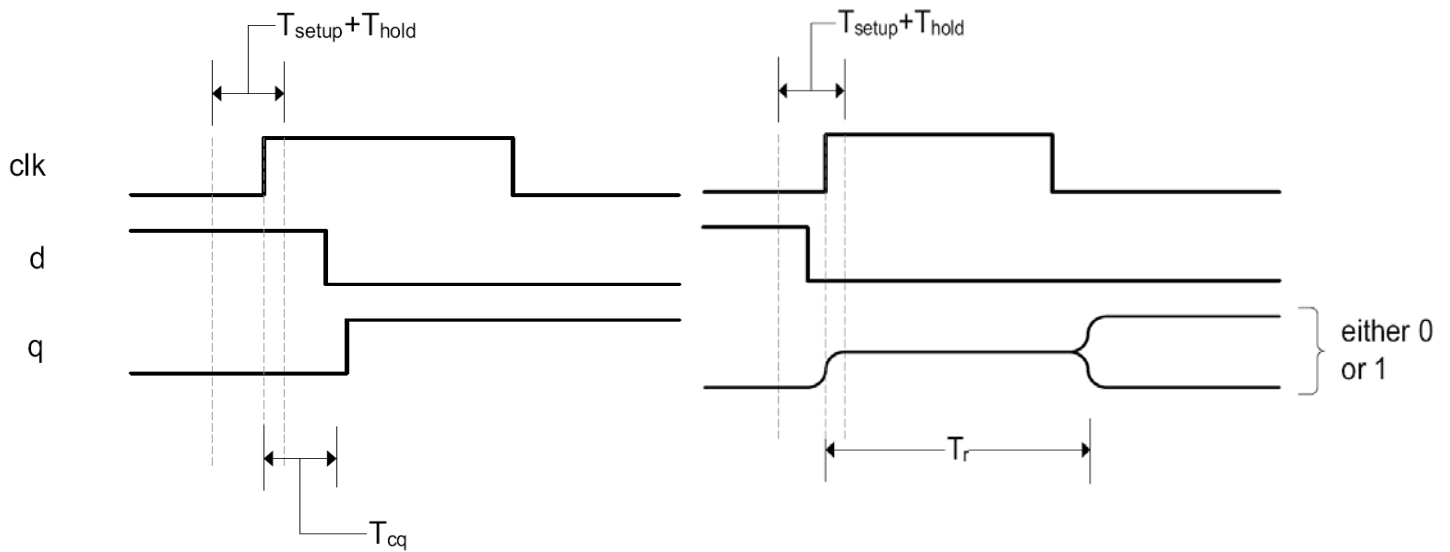 Tsetup+Thold
Tsetup+Thold
clk
d
q
either 0
or 1
Tr
Tcq